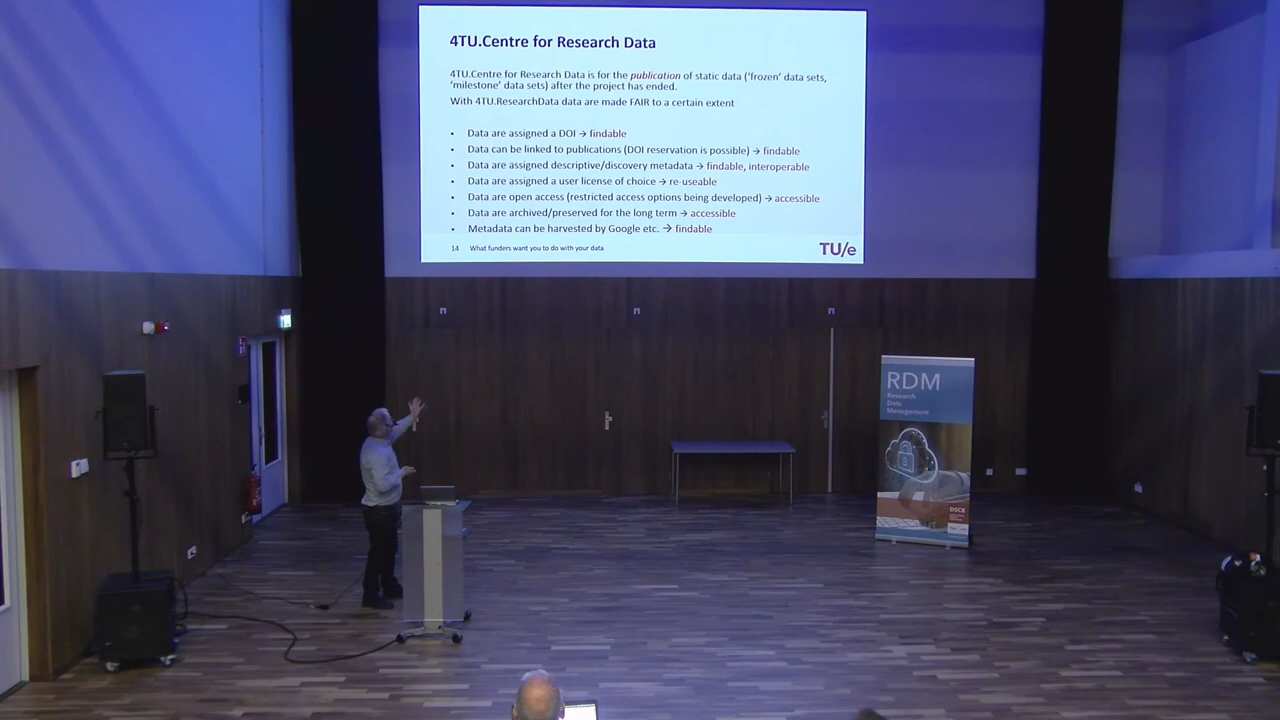 4TU.Centre for Research Data
4TU.Centre for Research Data is for the publication of static data ('frozen' data sets,
'milestone' data sets) after the project has ended.
With 4TU.ResearchData data are made FAIR to a certain extent
• Data are assigned a DOI → findable
• Data can be linked to publications (DOI reservation is possible) → findable
• Data are assigned descriptive/discovery metadata → findable, interoperable
• Data are assigned a user license of choice → re-useable
• Data are open access (restricted access options being developed) → accessible
• Data are archived/preserved for the long term → accessible
• Metadata can be harvested by Google etc. → findable
14 What funders want you to do with your data
TU/e
RDM
Research
Data
Management
DSCE